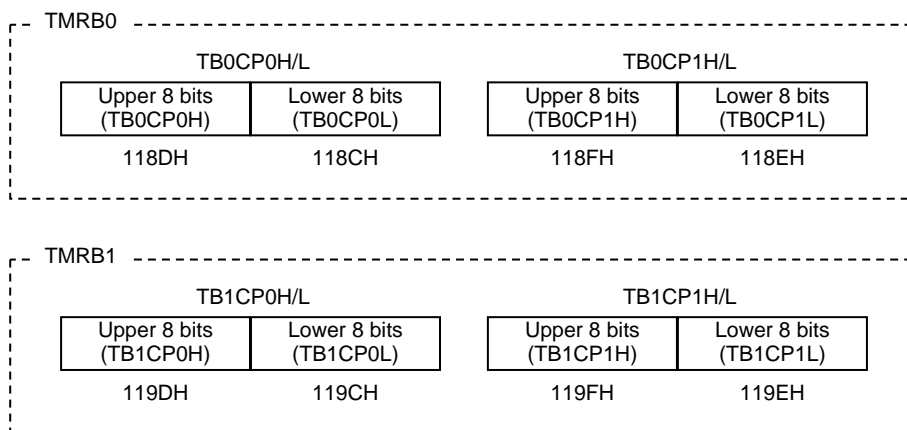 TMRB0
TB0CP0H/L TB0CP1H/L
Upper 8 bits Lower 8 bits Upper 8 bits Lower 8 bits
(TB0CP0H) (TB0CP0L) (TB0CP1H) (TB0CP1L)
118DH 118CH 118FH 118EH
TMRB1
TB1CP0H/L TB1CP1H/L
Upper 8 bits Lower 8 bits Upper 8 bits Lower 8 bits
(TB1CP0H) (TB1CP0L) (TB1CP1H) (TB1CP1L)
119DH 119CH 119FH 119EH